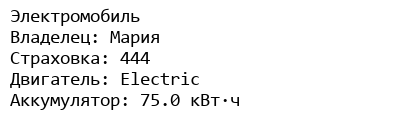 Электромобиль
Владелец: Мария
Страховка: 444
Двигатель: Electric
Аккумулятор: 75.0 кВт·ч